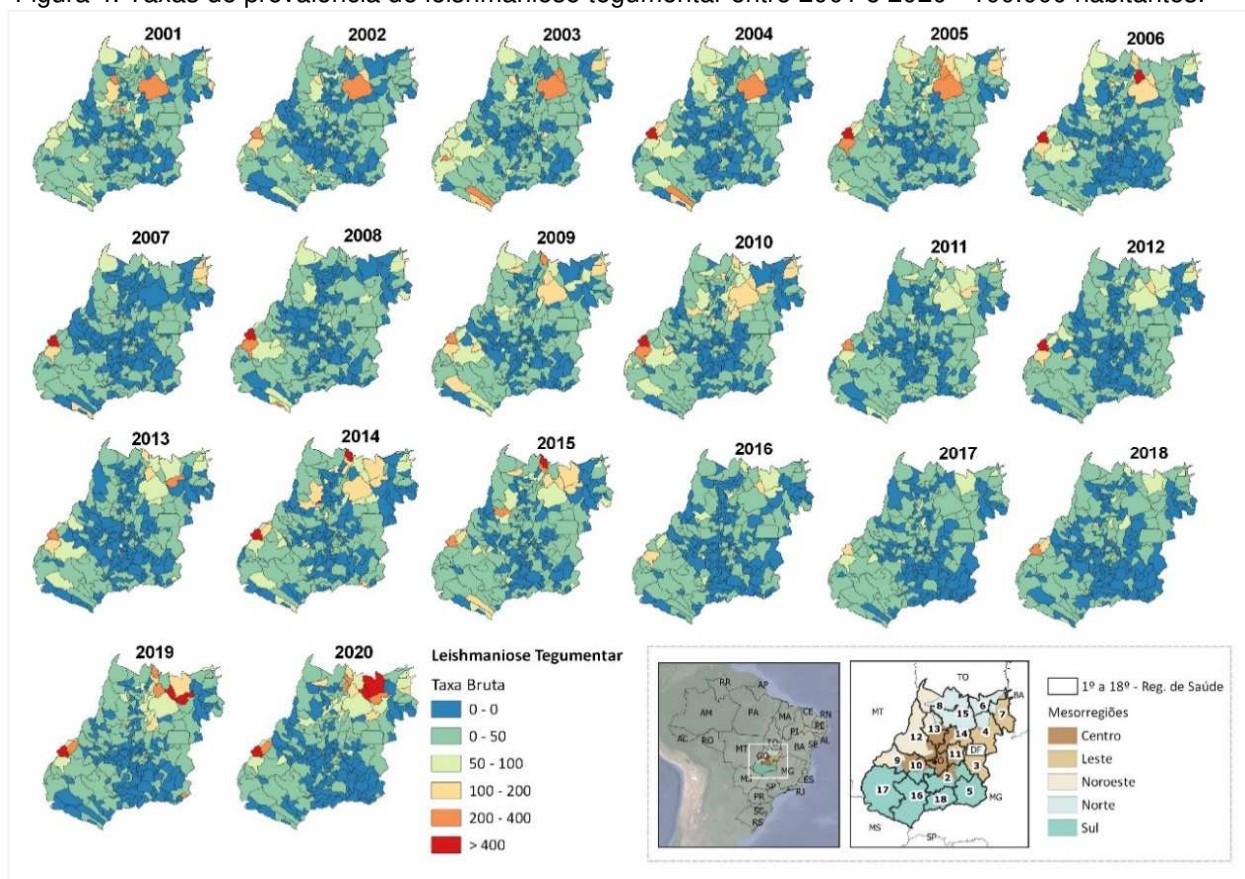 Figura 4. Taxas de prevalência de leishmaniose tegumentar entre 2001 e 2020 - 100.000 habitantes.
2001
2002
2003
2004
2005
2006
2007
2008
2009
2010
2011
2012
2013
2014
2015
2016
2017
2018
2019
2020
Leishmaniose Tegumentar
Taxa Bruta
0 - 0
0 - 50
50 - 100
100 - 200
200 - 400
> 400
RR
AP
AM
PA
MA
CE
RN
PI
PE
AL
AC
RO
TO
SE
MT
BA
GO
MG
ES
SP
RJ
PR
SC
RS
TO
BA
MT
8
6
15
7
13
4
12
14
11
DF
9
10
3
2
17
16
5
18
MG
MS
SP
1º a 18º - Reg. de Saúde
Mesorregiões
Centro
Leste
Noroeste
Norte
Sul